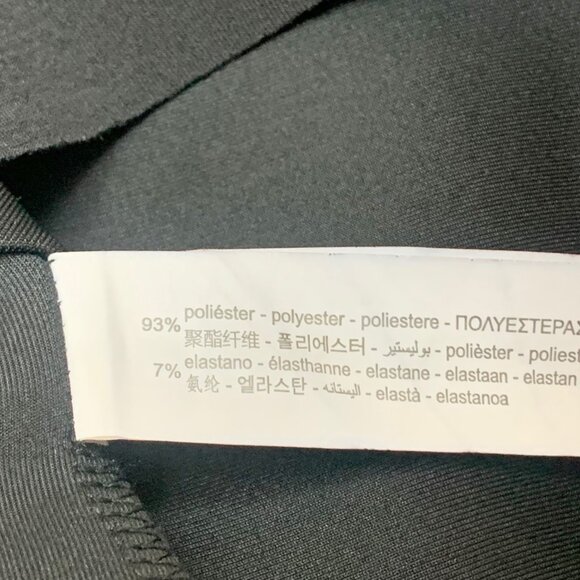 93% poliéster - polyester - poliestere - ΠΟΛΥΕΣΤΕΡΑΣ
聚酯纤维 - 폴리에스터 - بوليستير - polièster - poliest
7% elastano - élasthanne - elastane - elastaan - elastan
氨纶 - 엘라스탄 - اليستانه - elastà - elastanoa